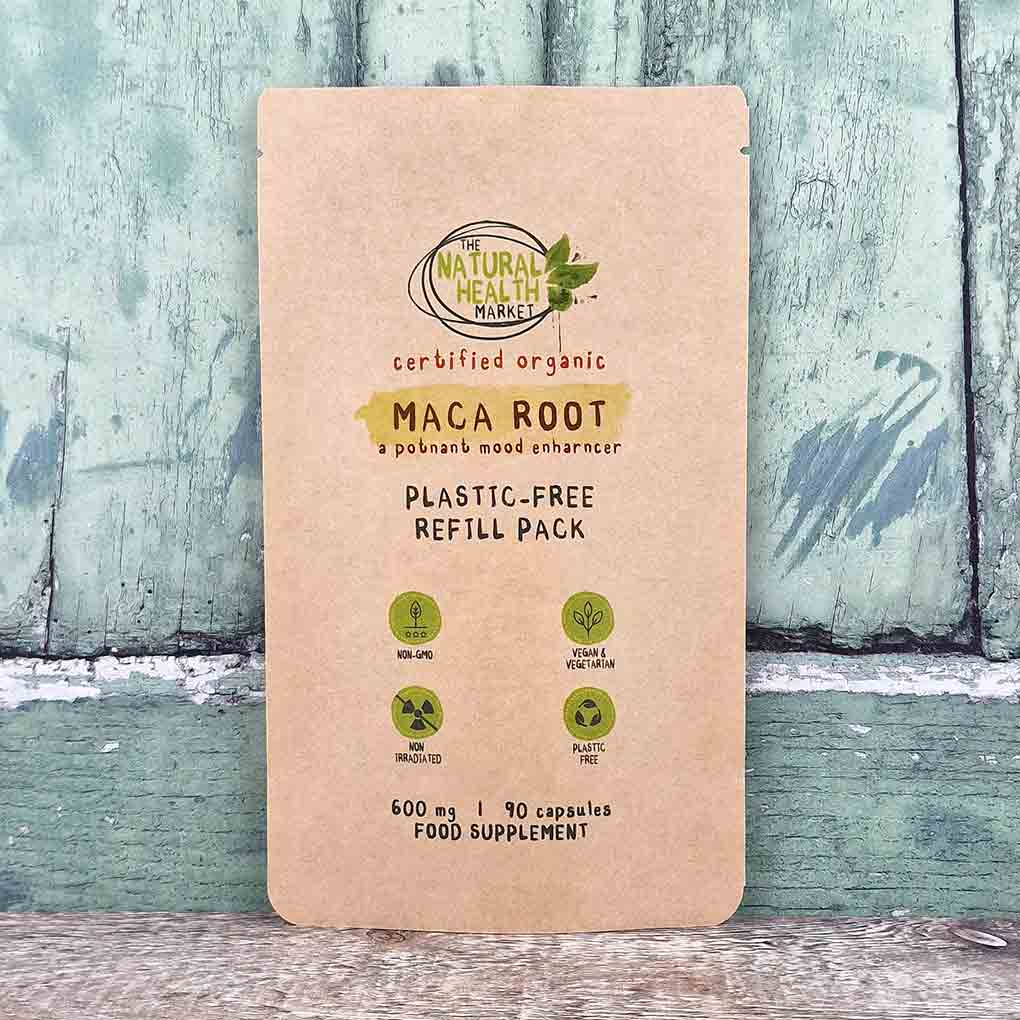 THE
NATURAL
HEALTH
MARKET
certified organic
MACA ROOT
a potnant mood enharncer
PLASTIC-FREE
REFILL PACK
NON-GMO
VEGAN &
VEGETARIAN
NON
IRRADIATED
PLASTIC
FREE
600 mg | 90 capsules
FOOD SUPPLEMENT